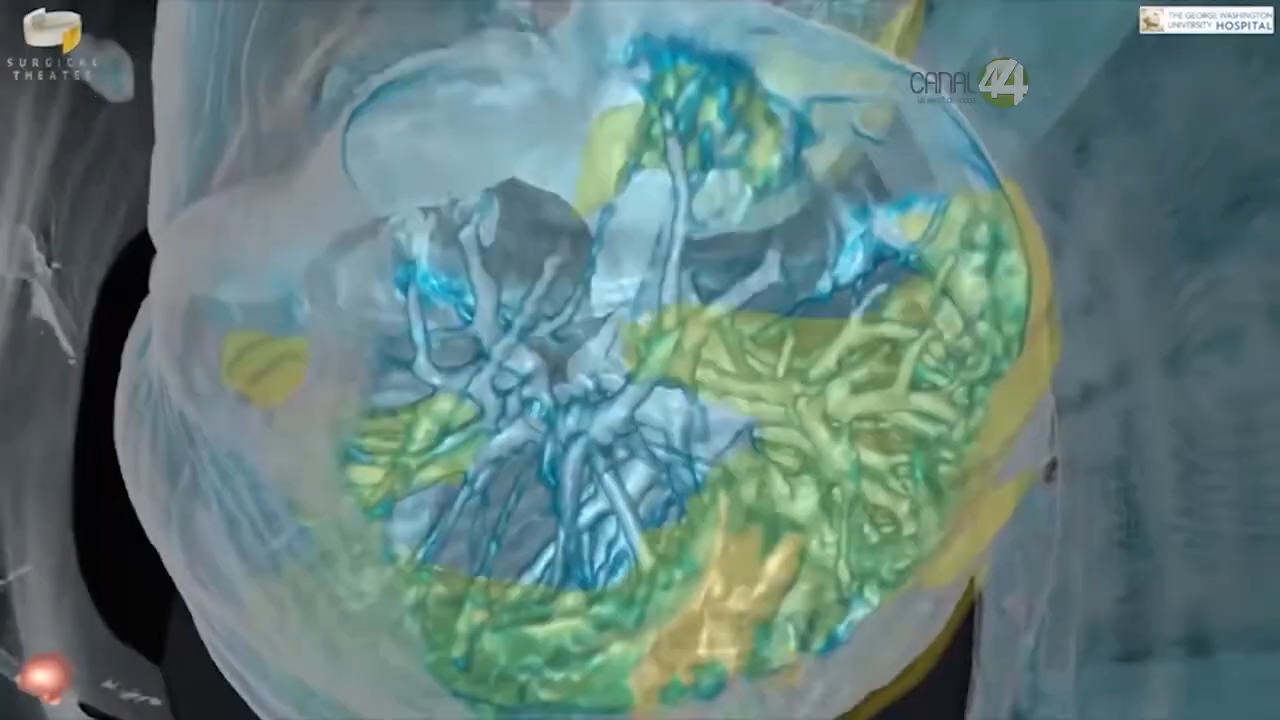 SURGICAL
THEATER
CANAL 44
THE GEORGE WASHINGTON
UNIVERSITY HOSPITAL